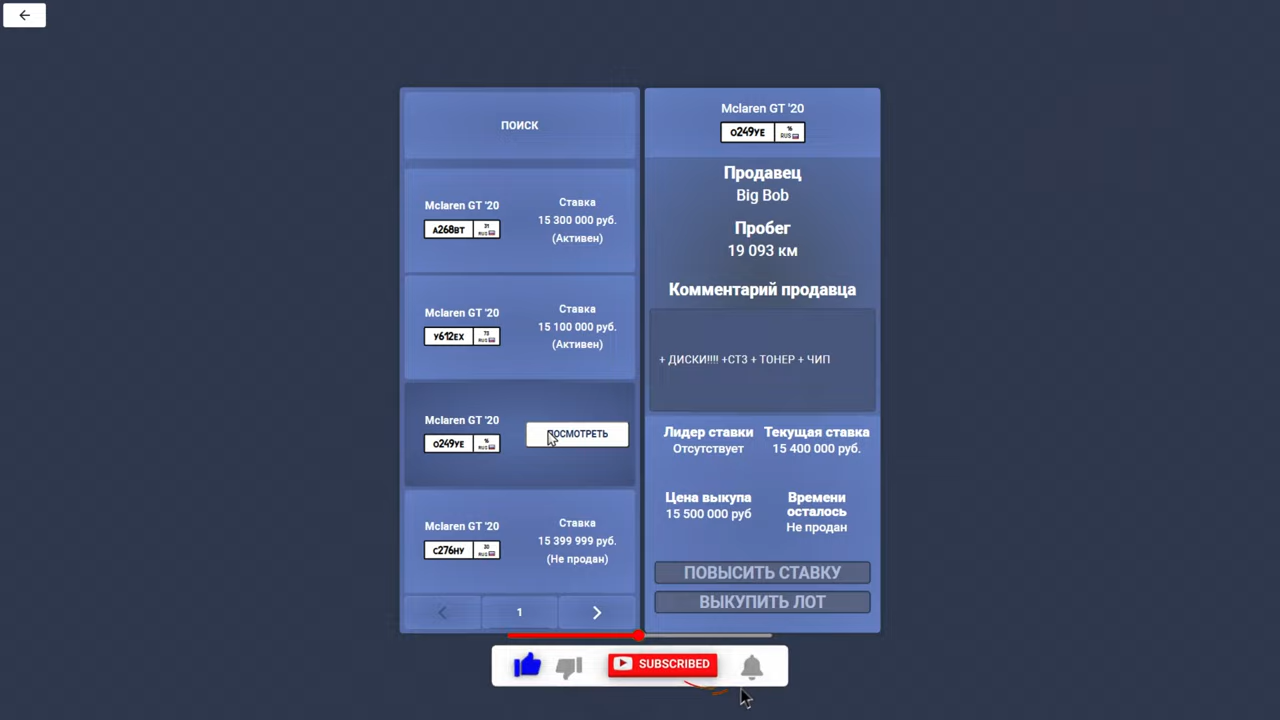 ПОИСК
Mclaren GT '20
А268ВТ
31
RUS
Ставка
15 300 000 руб.
(Активен)
Mclaren GT '20
У612ЕХ
73
RUS
Ставка
15 100 000 руб.
(Активен)
Mclaren GT '20
О249УЕ
RUS
ПОСМОТРЕТЬ
Mclaren GT '20
С276НУ
30
RUS
Ставка
15 399 999 руб.
(Не продан)
1
Mclaren GT '20
О249УЕ
RUS
Продавец
Big Bob
Пробег
19 093 км
Комментарий продавца
+ ДИСКИ!!!! +СТ3 + ТОНЕР + ЧИП
Лидер ставки
Отсутствует
Текущая ставка
15 400 000 руб.
Цена выкупа
15 500 000 руб
Времени
осталось
Не продан
ПОВЫСИТЬ СТАВКУ
ВЫКУПИТЬ ЛОТ
SUBSCRIBED